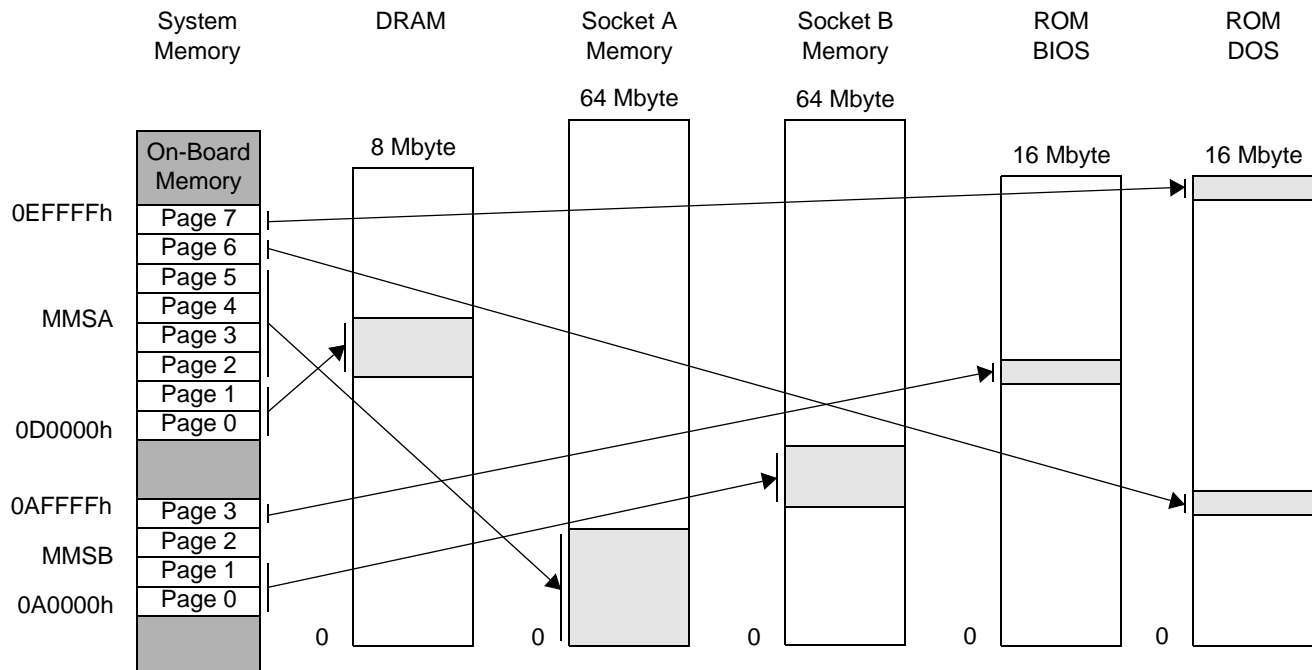 System
Memory
DRAM
Socket A
Memory
Socket B
Memory
ROM
BIOS
ROM
DOS
64 Mbyte
64 Mbyte
8 Mbyte
16 Mbyte
16 Mbyte
On-Board
Memory
0EFFFFh
Page 7
Page 6
Page 5
Page 4
MMSA
Page 3
Page 2
Page 1
Page 0
0D0000h
0AFFFFh
Page 3
Page 2
MMSB
Page 1
Page 0
0A0000h
0
0
0
0
0